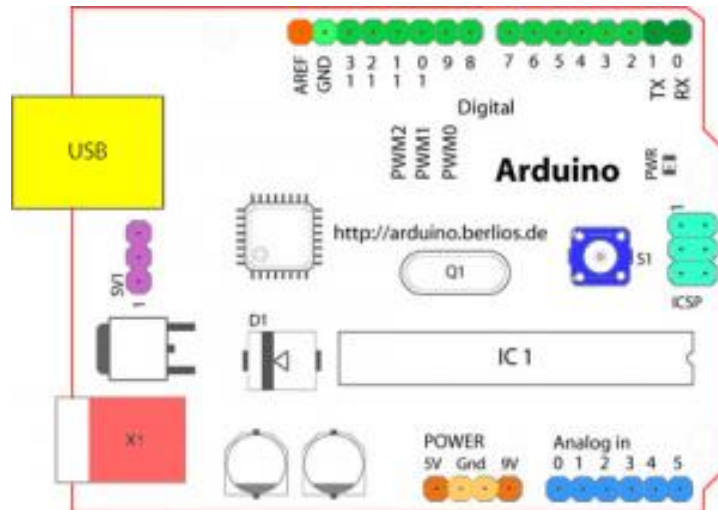 AREF GND 13 12 11 10 9 8 7 6 5 4 3 2 1 0
TX RX
Digital
USB
PWM2 PWM1 PWM0
Arduino
PWR
1
http://arduino.berlios.de
Q1
S1
SV1
1
ICSP
D1
IC 1
X1
POWER
5V Gnd 9V
Analog in
0 1 2 3 4 5